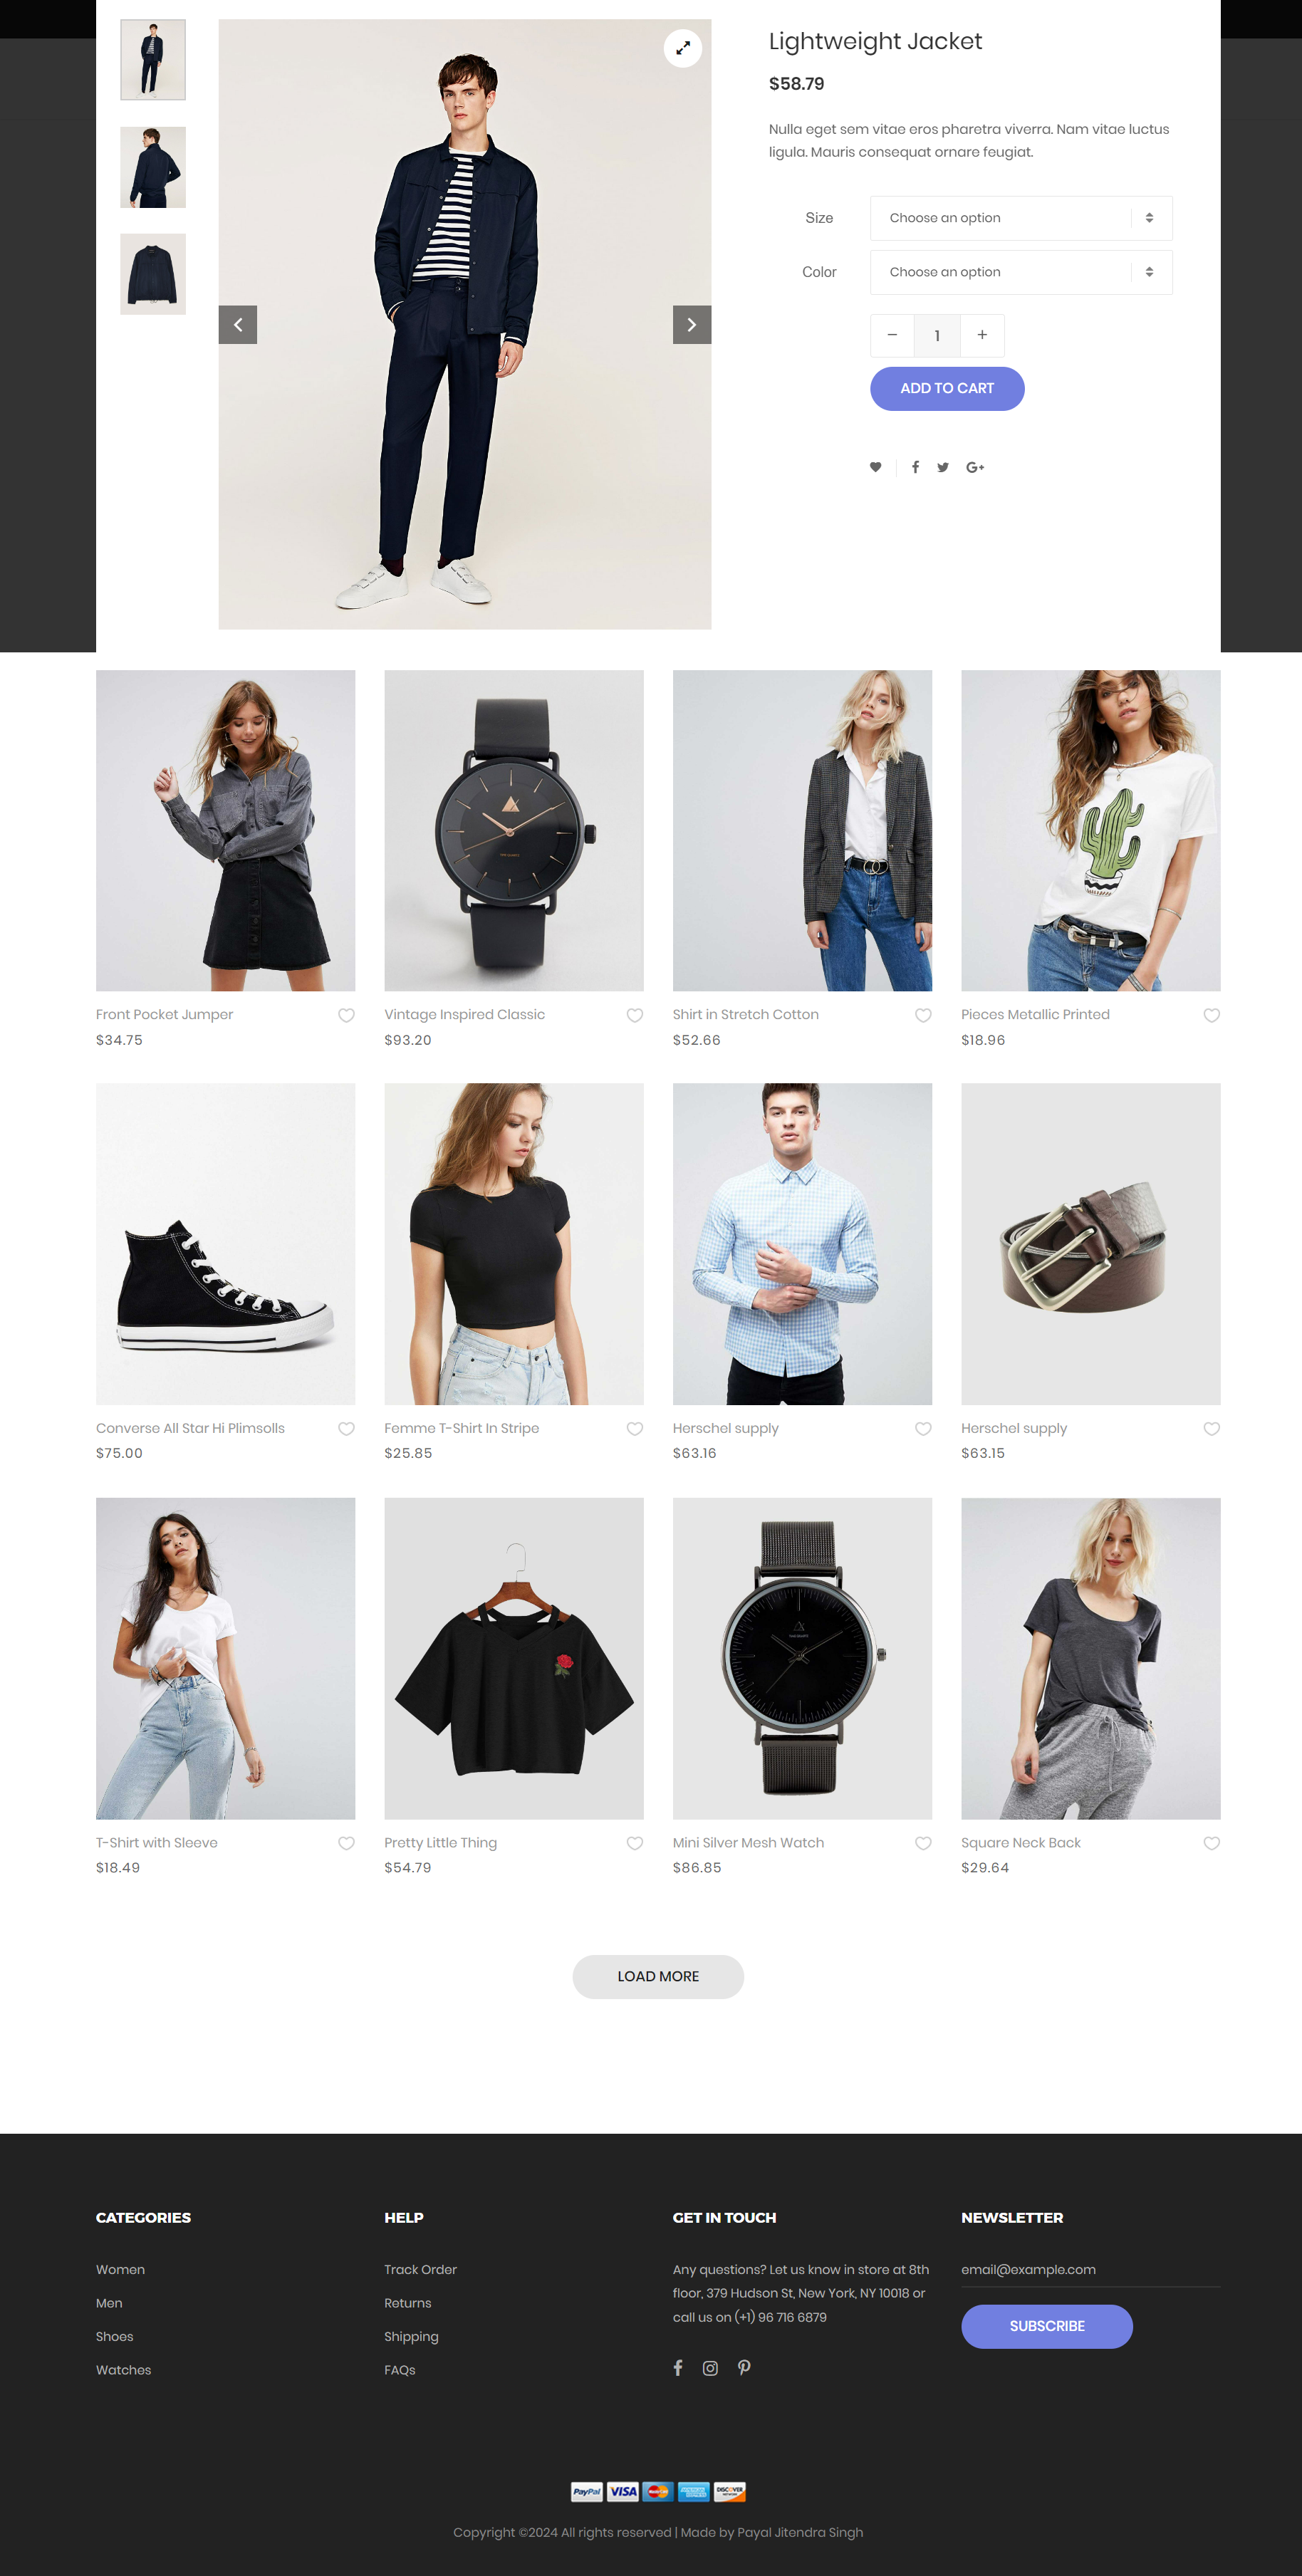 Lightweight Jacket
$58.79
Nulla eget sem vitae eros pharetra viverra. Nam vitae luctus
ligula. Mauris consequat ornare feugiat.
Size
Choose an option
Color
Choose an option
− 1 +
ADD TO CART
Front Pocket Jumper
$34.75
Vintage Inspired Classic
$93.20
Shirt in Stretch Cotton
$52.66
Pieces Metallic Printed
$18.96
Converse All Star Hi Plimsolls
$75.00
Femme T-Shirt In Stripe
$25.85
Herschel supply
$63.16
Herschel supply
$63.15
T-Shirt with Sleeve
$18.49
Pretty Little Thing
$54.79
Mini Silver Mesh Watch
$86.85
Square Neck Back
$29.64
LOAD MORE
CATEGORIES
Women
Men
Shoes
Watches
HELP
Track Order
Returns
Shipping
FAQs
GET IN TOUCH
Any questions? Let us know in store at 8th
floor, 379 Hudson St, New York, NY 10018 or
call us on (+1) 96 716 6879
NEWSLETTER
email@example.com
SUBSCRIBE
PayPal VISA MasterCard DISCOVER
Copyright ©2024 All rights reserved | Made by Payal Jitendra Singh